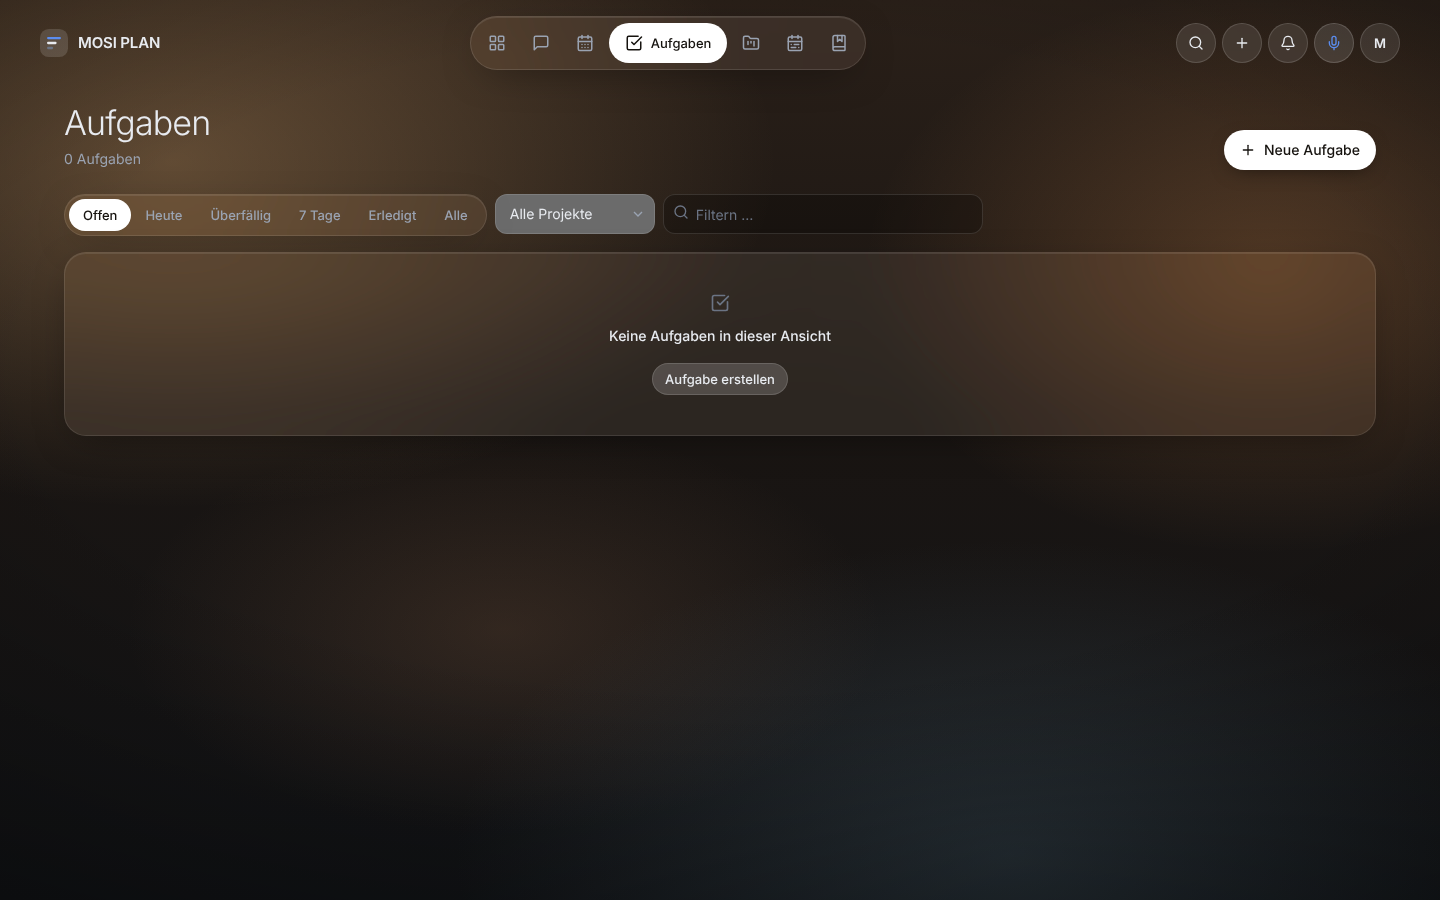 MOSI PLAN
Aufgaben
M
Aufgaben
0 Aufgaben
Neue Aufgabe
Offen Heute Überfällig 7 Tage Erledigt Alle Alle Projekte Filtern ...
Keine Aufgaben in dieser Ansicht
Aufgabe erstellen